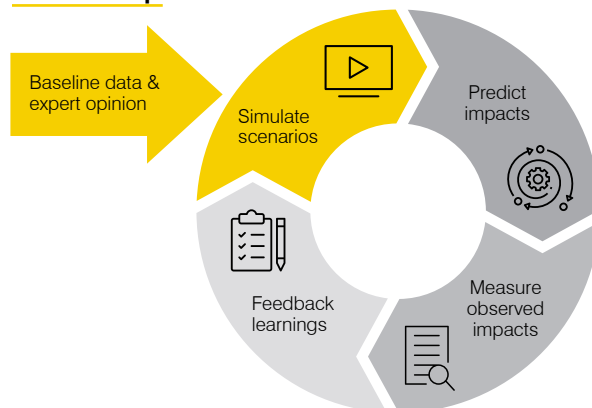 Baseline data &
expert opinion
Simulate
scenarios
Predict
impacts
Measure
observed
impacts
Feedback
learnings